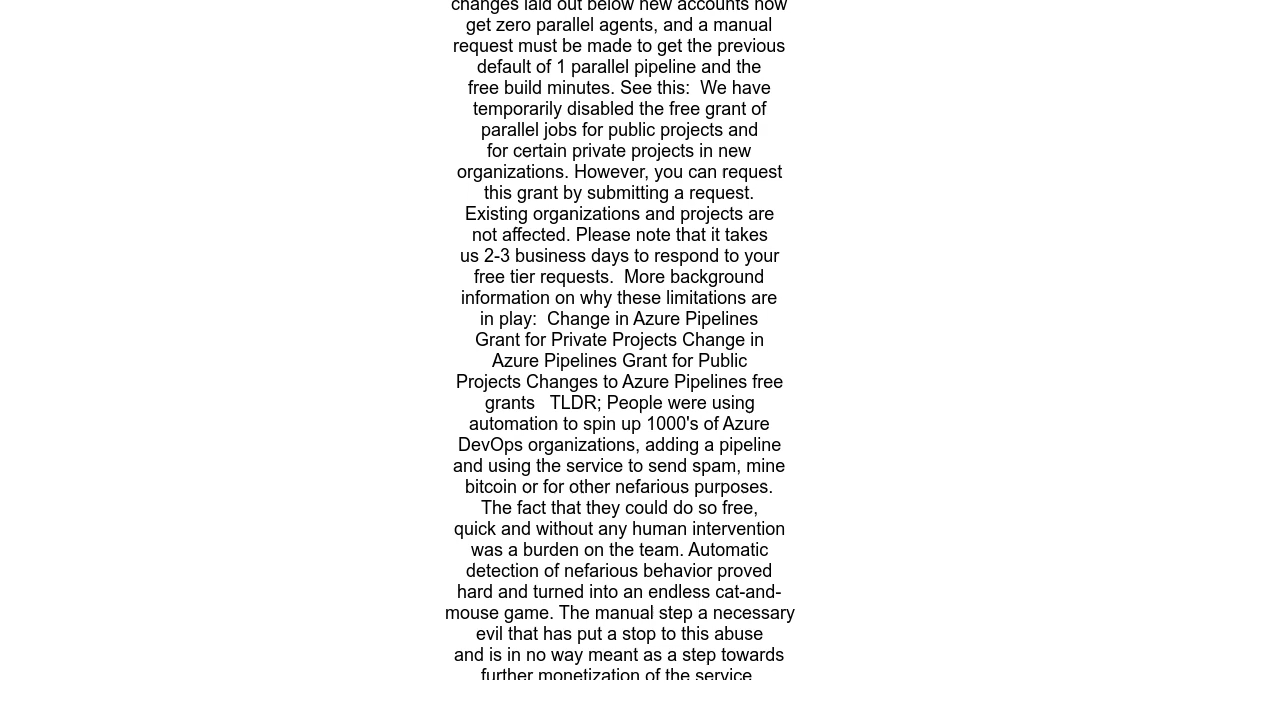 changes laid out below new accounts now
get zero parallel agents, and a manual
request must be made to get the previous
default of 1 parallel pipeline and the
free build minutes. See this:  We have
temporarily disabled the free grant of
parallel jobs for public projects and
for certain private projects in new
organizations. However, you can request
this grant by submitting a request.
Existing organizations and projects are
not affected. Please note that it takes
us 2-3 business days to respond to your
free tier requests.  More background
information on why these limitations are
in play:  Change in Azure Pipelines
Grant for Private Projects Change in
Azure Pipelines Grant for Public
Projects Changes to Azure Pipelines free
grants   TLDR; People were using
automation to spin up 1000's of Azure
DevOps organizations, adding a pipeline
and using the service to send spam, mine
bitcoin or for other nefarious purposes.
The fact that they could do so free,
quick and without any human intervention
was a burden on the team. Automatic
detection of nefarious behavior proved
hard and turned into an endless cat-and-
mouse game. The manual step a necessary
evil that has put a stop to this abuse
and is in no way meant as a step towards
further monetization of the service.